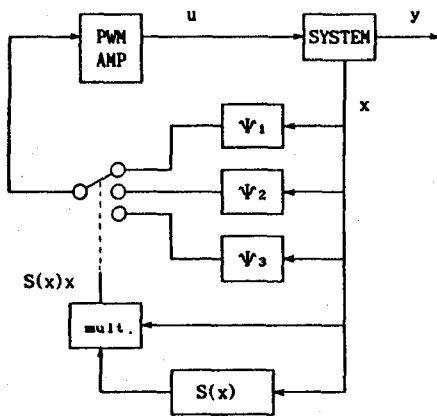 u
y
PWM
AMP
SYSTEM
x
Ψ1
Ψ2
Ψ3
S(x)x
mult.
S(x)